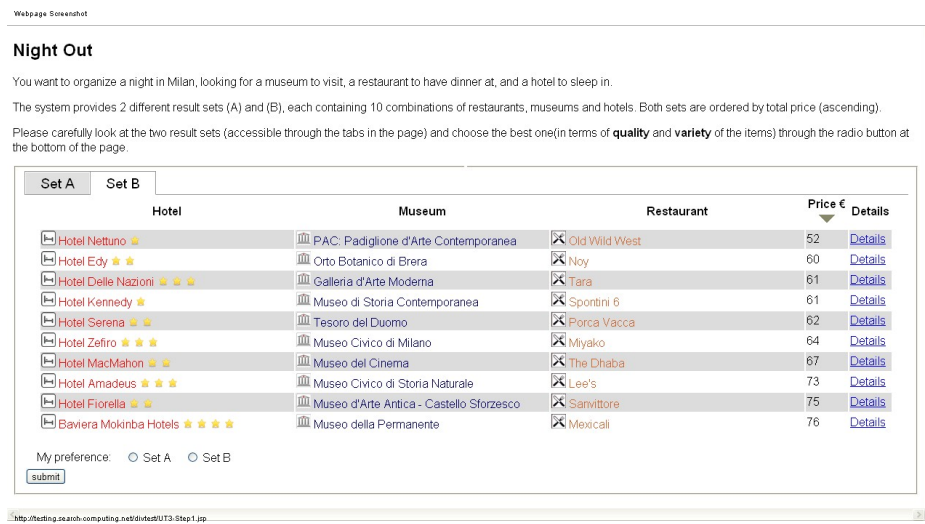 Webpage Screenshot
Night Out
You want to organize a night in Milan, looking for a museum to visit, a restaurant to have dinner at, and a hotel to sleep in.
The system provides 2 different result sets (A) and (B), each containing 10 combinations of restaurants, museums and hotels. Both sets are ordered by total price (ascending).
Please carefully look at the two result sets (accessible through the tabs in the page) and choose the best one(in terms of quality and variety of the items) through the radio button at
the bottom of the page.
Set A Set B
Hotel Museum Restaurant Price € Details
Hotel Nettuno PAC: Padiglione d'Arte Contemporanea Old Wild West 52 Details
Hotel Edy Orto Botanico di Brera Noy 60 Details
Hotel Delle Nazioni Galleria d'Arte Moderna Tara 61 Details
Hotel Kennedy Museo di Storia Contemporanea Spontini 6 61 Details
Hotel Serena Tesoro del Duomo Porca Vacca 62 Details
Hotel Zefiro Museo Civico di Milano Miyako 64 Details
Hotel MacMahon Museo del Cinema The Dhaba 67 Details
Hotel Amadeus Museo Civico di Storia Naturale Lee's 73 Details
Hotel Fiorella Museo d'Arte Antica - Castello Sforzesco Sanvittore 75 Details
Baviera Mokinba Hotels Museo della Permanente Mexicali 76 Details
My preference: Set A Set B
submit
http://testing.search-computing.net/divtest/UT3-Step1.jsp